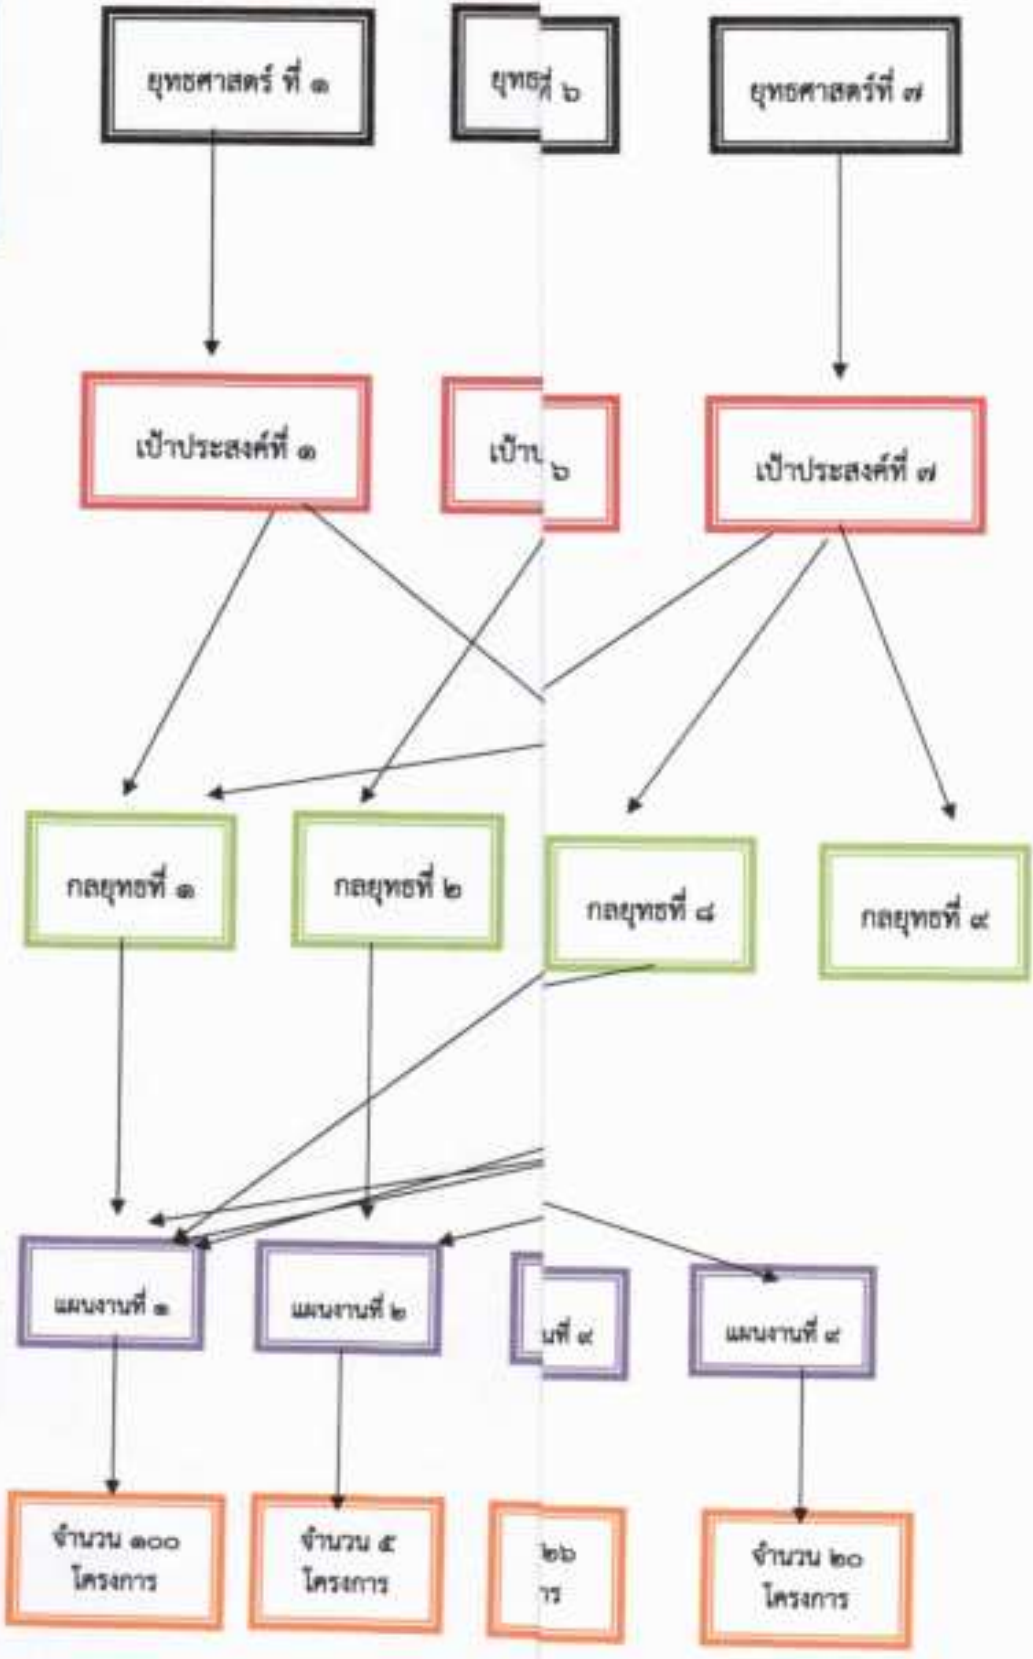 ยุทธศาสตร์ ที่ ๑
ที่ ๖
ยุทธศาสตร์ที่ ๗
เป้าประสงค์ที่ ๑
๖
เป้าประสงค์ที่ ๗
กลยุทธที่ ๑
กลยุทธที่ ๒
กลยุทธที่ ๘
กลยุทธที่ ๙
แผนงานที่ ๑
แผนงานที่ ๒
นที่ ๙
แผนงานที่ ๙
จำนวน ๑๐๐
โครงการ
จำนวน ๕
โครงการ
๒๖
าร
จำนวน ๒๐
โครงการ